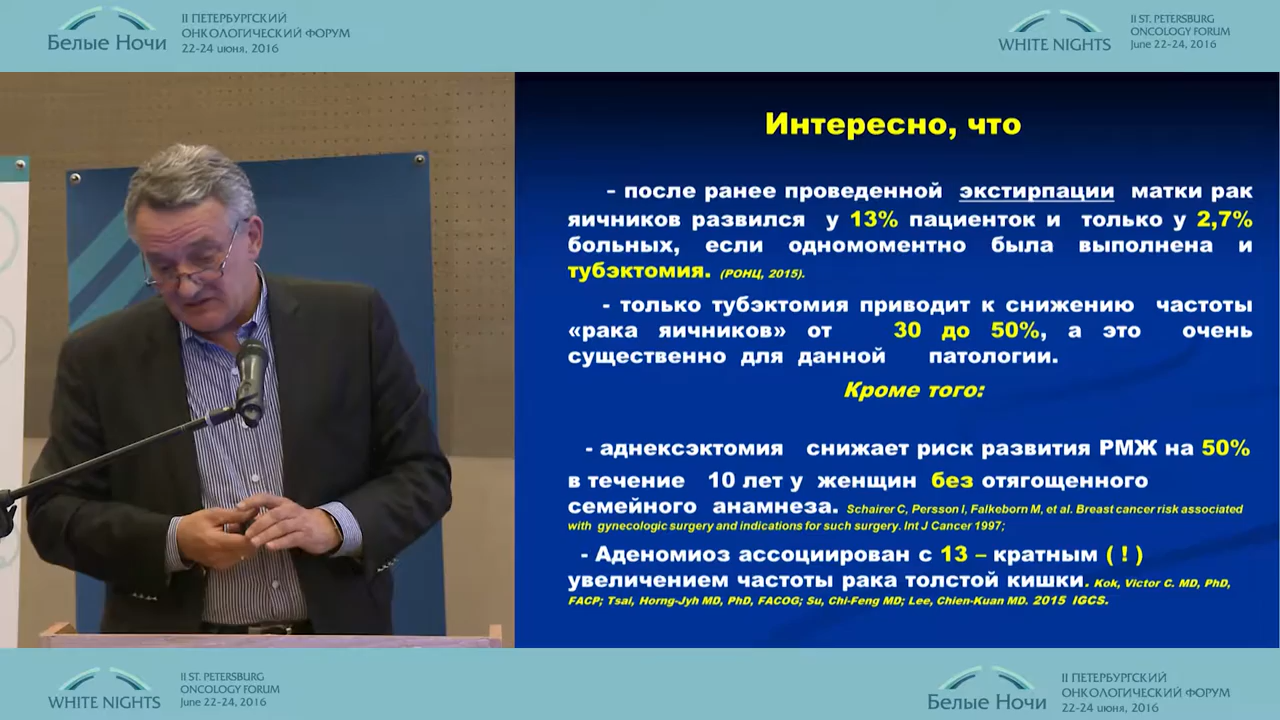 Белые Ночи
II ПЕТЕРБУРГСКИЙ
ОНКОЛОГИЧЕСКИЙ ФОРУМ
22-24 июня, 2016
WHITE NIGHTS
II ST. PETERSBURG
ONCOLOGY FORUM
June 22-24, 2016
Интересно, что
- после ранее проведенной экстирпации матки рак
яичников развился у 13% пациенток и только у 2,7%
больных, если одномоментно была выполнена и
тубэктомия. (РОНЦ, 2015).
- только тубэктомия приводит к снижению частоты
«рака яичников» от 30 до 50%, а это очень
существенно для данной патологии.
Кроме того:
- аднексэктомия снижает риск развития РМЖ на 50%
в течение 10 лет у женщин без отягощенного
семейного анамнеза. Schairer C, Persson I, Falkeborn M, et al. Breast cancer risk associated
with gynecologic surgery and indications for such surgery. Int J Cancer 1997;
- Аденомиоз ассоциирован с 13 – кратным ( ! )
увеличением частоты рака толстой кишки. Kok, Victor C. MD, PhD,
FACP; Tsai, Horng-Jyh MD, PhD, FACOG; Su, Chi-Feng MD; Lee, Chien-Kuan MD. 2015 IGCS.
WHITE NIGHTS
II ST. PETERSBURG
ONCOLOGY FORUM
June 22-24, 2016
Белые Ночи
II ПЕТЕРБУРГСКИЙ
ОНКОЛОГИЧЕСКИЙ ФОРУМ
22-24 июня, 2016